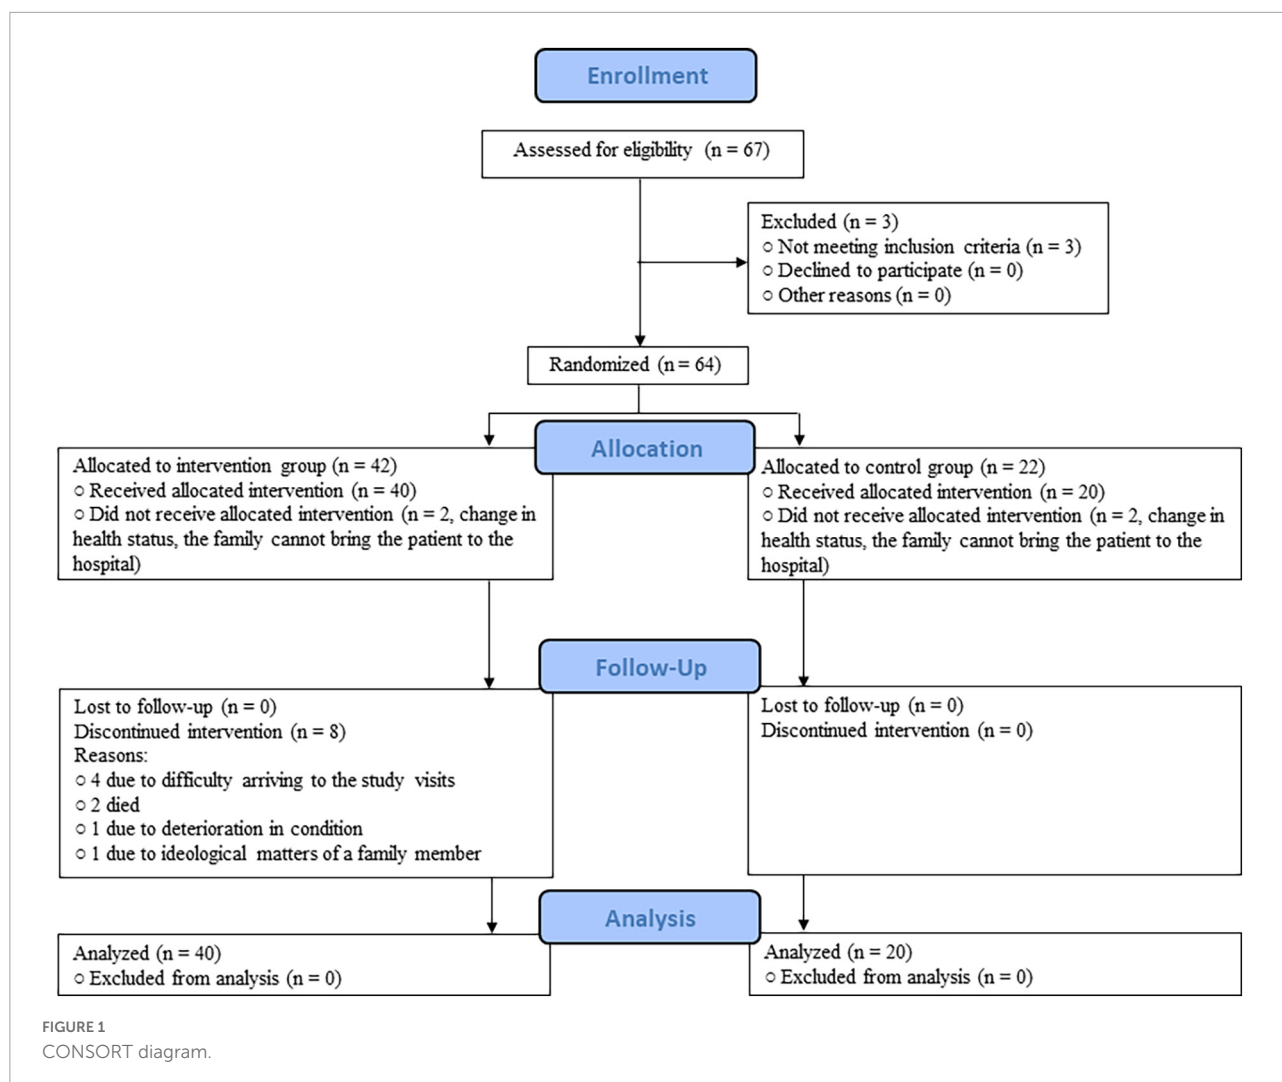 Enrollment
Assessed for eligibility (n = 67)
Excluded (n = 3)
○ Not meeting inclusion criteria (n = 3)
○ Declined to participate (n = 0)
○ Other reasons (n = 0)
Randomized (n = 64)
Allocation
Allocated to intervention group (n = 42)
○ Received allocated intervention (n = 40)
○ Did not receive allocated intervention (n = 2, change in
health status, the family cannot bring the patient to the
hospital)
Allocated to control group (n = 22)
○ Received allocated intervention (n = 20)
○ Did not receive allocated intervention (n = 2, change in
health status, the family cannot bring the patient to the
hospital)
Follow-Up
Lost to follow-up (n = 0)
Discontinued intervention (n = 8)
Reasons:
○ 4 due to difficulty arriving to the study visits
○ 2 died
○ 1 due to deterioration in condition
○ 1 due to ideological matters of a family member
Lost to follow-up (n = 0)
Discontinued intervention (n = 0)
Analysis
Analyzed (n = 40)
○ Excluded from analysis (n = 0)
Analyzed (n = 20)
○ Excluded from analysis (n = 0)
FIGURE 1
CONSORT diagram.